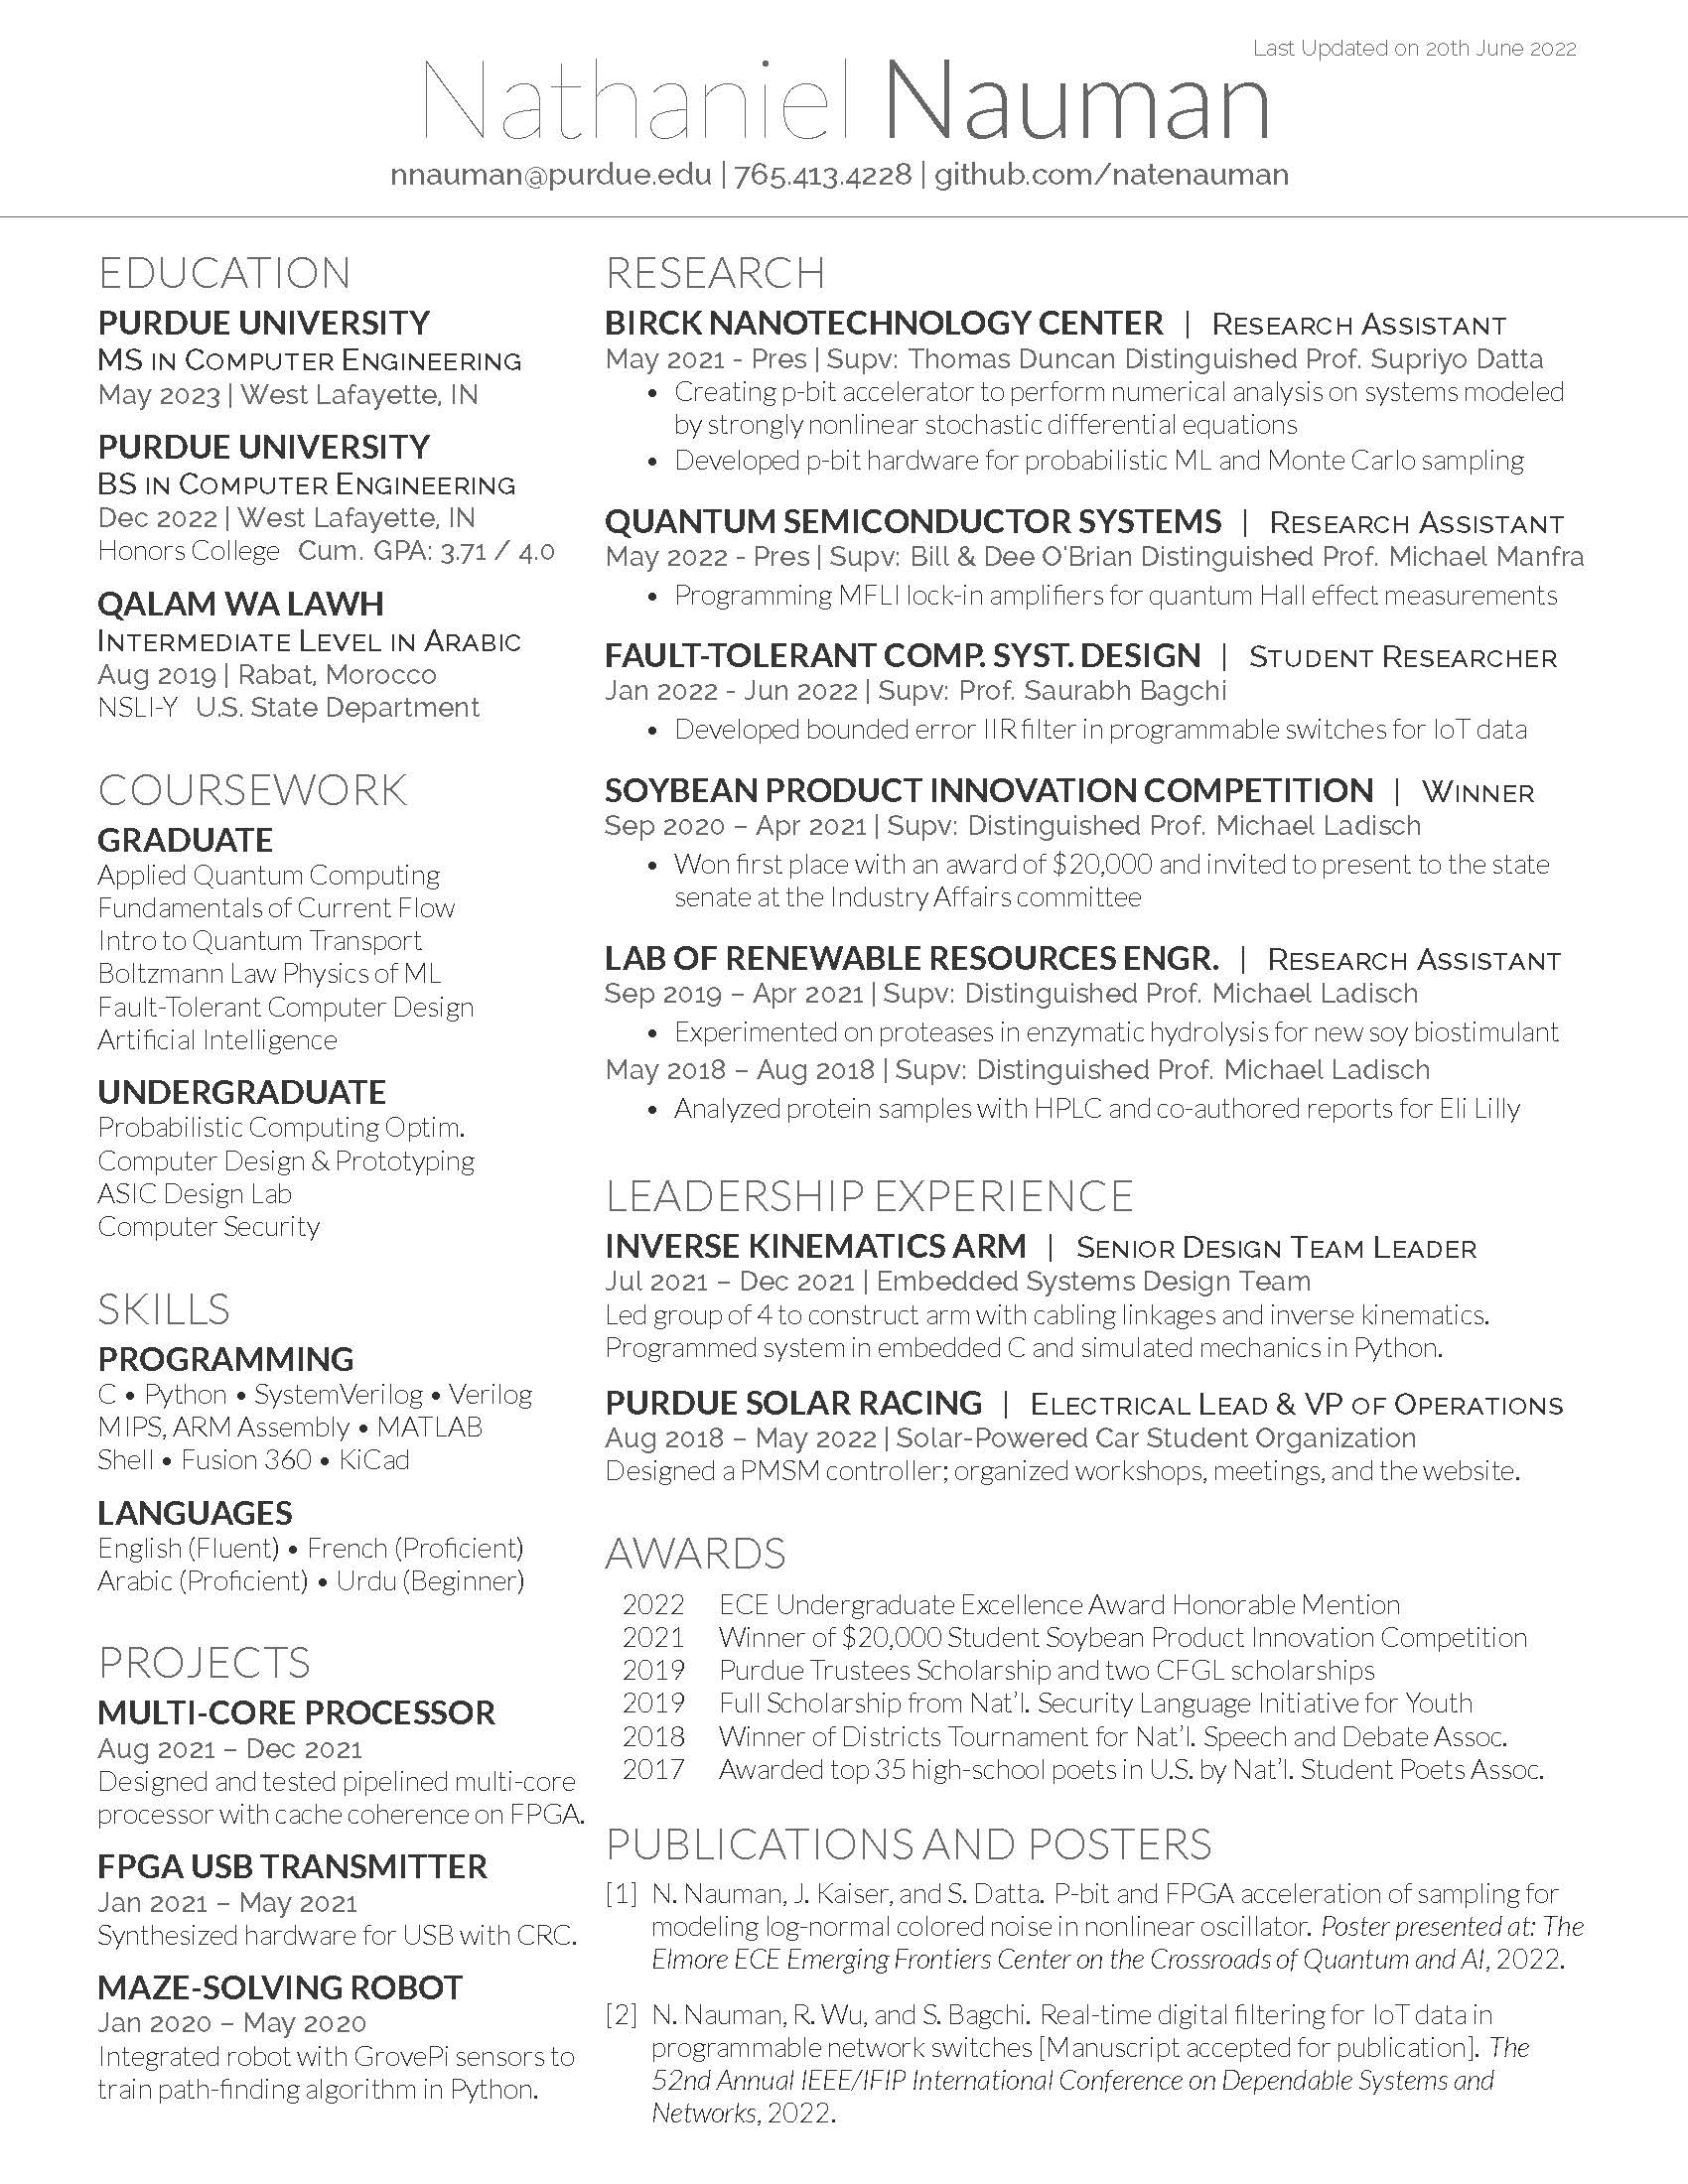 Last Updated on 20th June 2022
Nathaniel Nauman
nnauman@purdue.edu | 765.413.4228 | github.com/natenauman
EDUCATION
PURDUE UNIVERSITY
MS IN COMPUTER ENGINEERING
May 2023 | West Lafayette, IN
PURDUE UNIVERSITY
BS IN COMPUTER ENGINEERING
Dec 2022 | West Lafayette, IN
Honors College Cum. GPA: 3.71 / 4.0
QALAM WA LAWH
INTERMEDIATE LEVEL IN ARABIC
Aug 2019 | Rabat, Morocco
NSLI-Y U.S. State Department
COURSEWORK
GRADUATE
Applied Quantum Computing
Fundamentals of Current Flow
Intro to Quantum Transport
Boltzmann Law Physics of ML
Fault-Tolerant Computer Design
Artificial Intelligence
UNDERGRADUATE
Probabilistic Computing Optim.
Computer Design & Prototyping
ASIC Design Lab
Computer Security
SKILLS
PROGRAMMING
C • Python • SystemVerilog • Verilog
MIPS, ARM Assembly • MATLAB
Shell • Fusion 360 • KiCad
LANGUAGES
English (Fluent) • French (Proficient)
Arabic (Proficient) • Urdu (Beginner)
PROJECTS
MULTI-CORE PROCESSOR
Aug 2021 – Dec 2021
Designed and tested pipelined multi-core
processor with cache coherence on FPGA.
FPGA USB TRANSMITTER
Jan 2021 – May 2021
Synthesized hardware for USB with CRC.
MAZE-SOLVING ROBOT
Jan 2020 – May 2020
Integrated robot with GrovePi sensors to
train path-finding algorithm in Python.
RESEARCH
BIRCK NANOTECHNOLOGY CENTER | RESEARCH ASSISTANT
May 2021 - Pres | Supv: Thomas Duncan Distinguished Prof. Supriyo Datta
• Creating p-bit accelerator to perform numerical analysis on systems modeled
by strongly nonlinear stochastic differential equations
• Developed p-bit hardware for probabilistic ML and Monte Carlo sampling
QUANTUM SEMICONDUCTOR SYSTEMS | RESEARCH ASSISTANT
May 2022 - Pres | Supv: Bill & Dee O'Brian Distinguished Prof. Michael Manfra
• Programming MFLI lock-in amplifiers for quantum Hall effect measurements
FAULT-TOLERANT COMP. SYST. DESIGN | STUDENT RESEARCHER
Jan 2022 - Jun 2022 | Supv: Prof. Saurabh Bagchi
• Developed bounded error IIR filter in programmable switches for IoT data
SOYBEAN PRODUCT INNOVATION COMPETITION | WINNER
Sep 2020 – Apr 2021 | Supv: Distinguished Prof. Michael Ladisch
• Won first place with an award of $20,000 and invited to present to the state
senate at the Industry Affairs committee
LAB OF RENEWABLE RESOURCES ENGR. | RESEARCH ASSISTANT
Sep 2019 – Apr 2021 | Supv: Distinguished Prof. Michael Ladisch
• Experimented on proteases in enzymatic hydrolysis for new soy biostimulant
May 2018 – Aug 2018 | Supv: Distinguished Prof. Michael Ladisch
• Analyzed protein samples with HPLC and co-authored reports for Eli Lilly
LEADERSHIP EXPERIENCE
INVERSE KINEMATICS ARM | SENIOR DESIGN TEAM LEADER
Jul 2021 – Dec 2021 | Embedded Systems Design Team
Led group of 4 to construct arm with cabling linkages and inverse kinematics.
Programmed system in embedded C and simulated mechanics in Python.
PURDUE SOLAR RACING | ELECTRICAL LEAD & VP OF OPERATIONS
Aug 2018 – May 2022 | Solar-Powered Car Student Organization
Designed a PMSM controller; organized workshops, meetings, and the website.
AWARDS
2022 ECE Undergraduate Excellence Award Honorable Mention
2021 Winner of $20,000 Student Soybean Product Innovation Competition
2019 Purdue Trustees Scholarship and two CFGL scholarships
2019 Full Scholarship from Nat'l. Security Language Initiative for Youth
2018 Winner of Districts Tournament for Nat'l. Speech and Debate Assoc.
2017 Awarded top 35 high-school poets in U.S. by Nat'l. Student Poets Assoc.
PUBLICATIONS AND POSTERS
[1] N. Nauman, J. Kaiser, and S. Datta. P-bit and FPGA acceleration of sampling for
modeling log-normal colored noise in nonlinear oscillator. Poster presented at: The
Elmore ECE Emerging Frontiers Center on the Crossroads of Quantum and AI, 2022.
[2] N. Nauman, R. Wu, and S. Bagchi. Real-time digital filtering for IoT data in
programmable network switches [Manuscript accepted for publication]. The
52nd Annual IEEE/IFIP International Conference on Dependable Systems and
Networks, 2022.